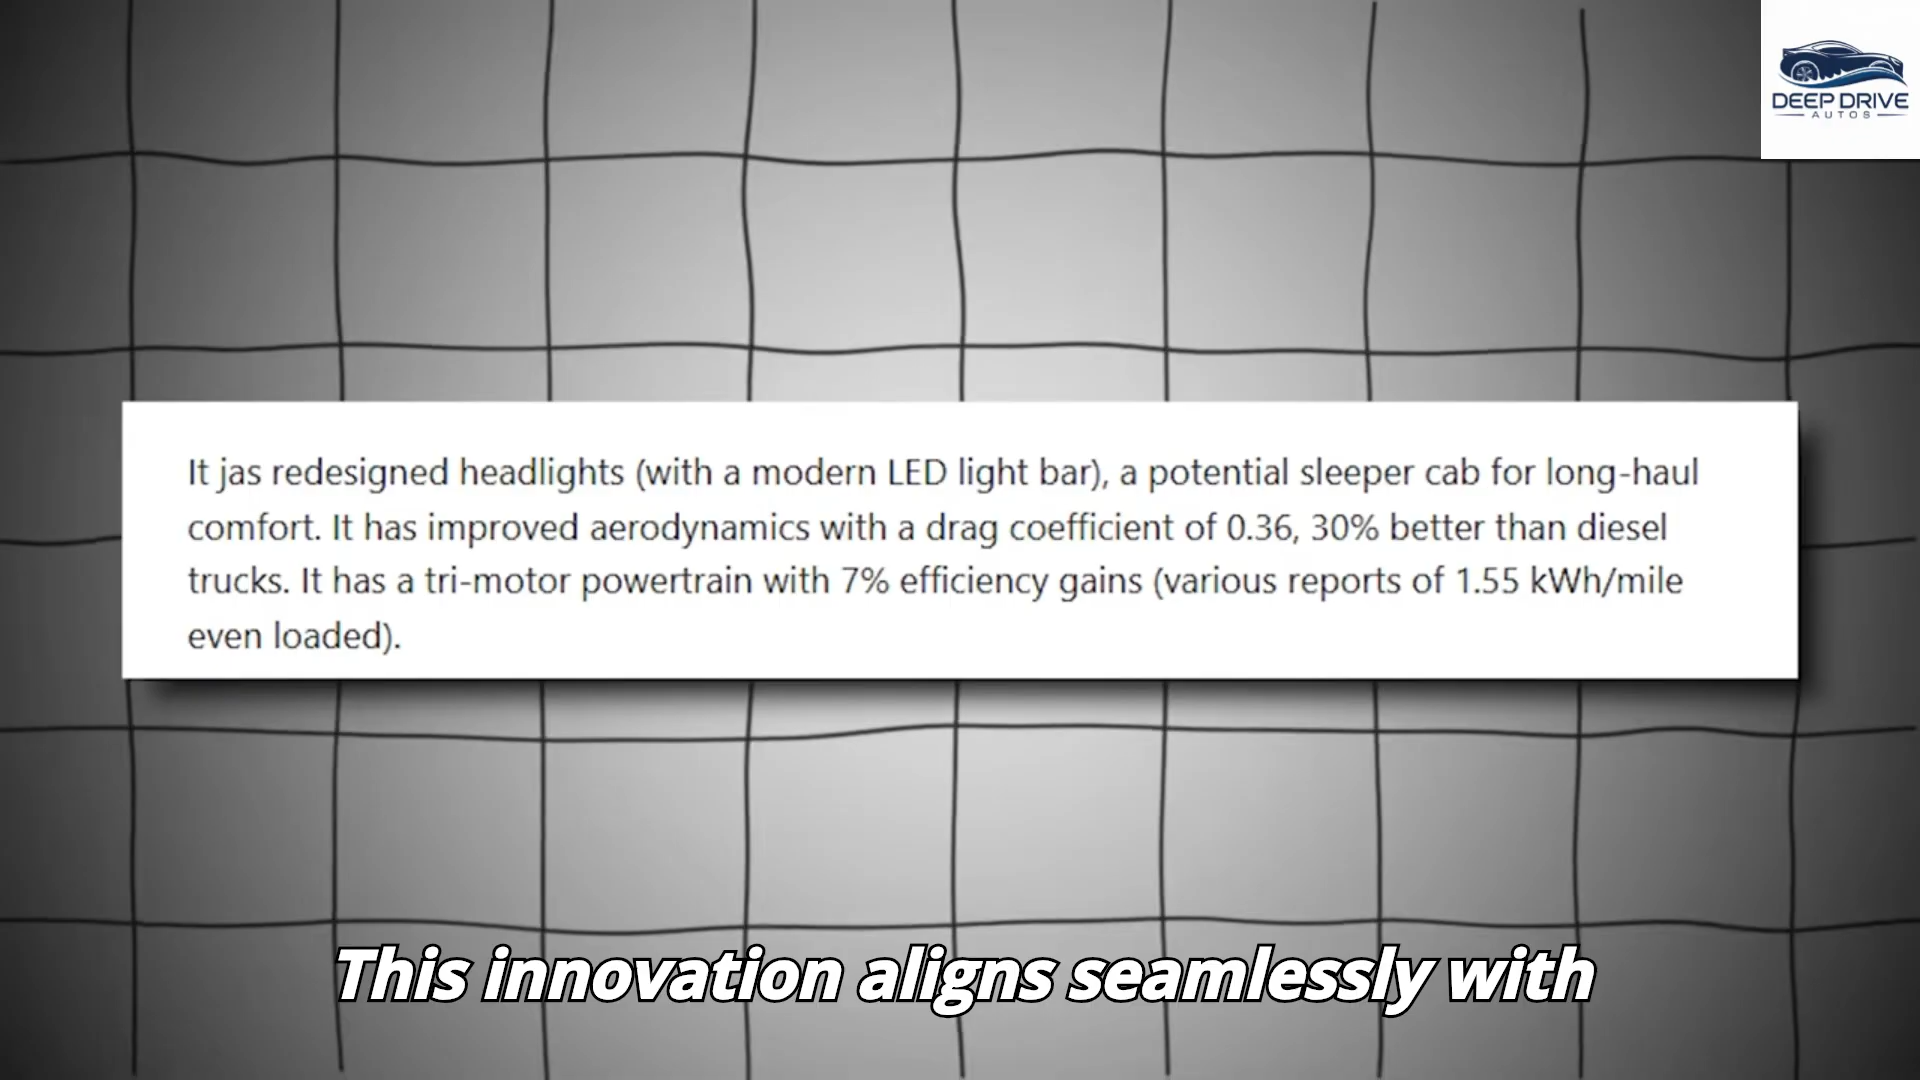 DEEP DRIVE
AUTOS
It jas redesigned headlights (with a modern LED light bar), a potential sleeper cab for long-haul
comfort. It has improved aerodynamics with a drag coefficient of 0.36, 30% better than diesel
trucks. It has a tri-motor powertrain with 7% efficiency gains (various reports of 1.55 kWh/mile
even loaded).
This innovation aligns seamlessly with